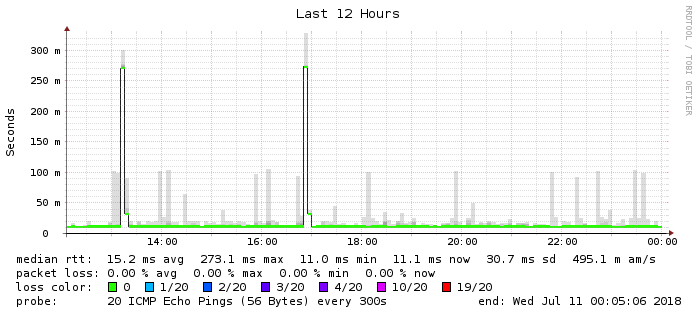 Last 12 Hours
RRDTOOL / TOBI OETIKER
Seconds
300 m
250 m
200 m
150 m
100 m
50 m
0
14:00 16:00 18:00 20:00 22:00 00:00
median rtt: 15.2 ms avg 273.1 ms max 11.0 ms min 11.1 ms now 30.7 ms sd 495.1 m am/s
packet loss: 0.00 % avg 0.00 % max 0.00 % min 0.00 % now
loss color: 0 1/20 2/20 3/20 4/20 10/20 19/20
probe: 20 ICMP Echo Pings (56 Bytes) every 300s end: Wed Jul 11 00:05:06 2018